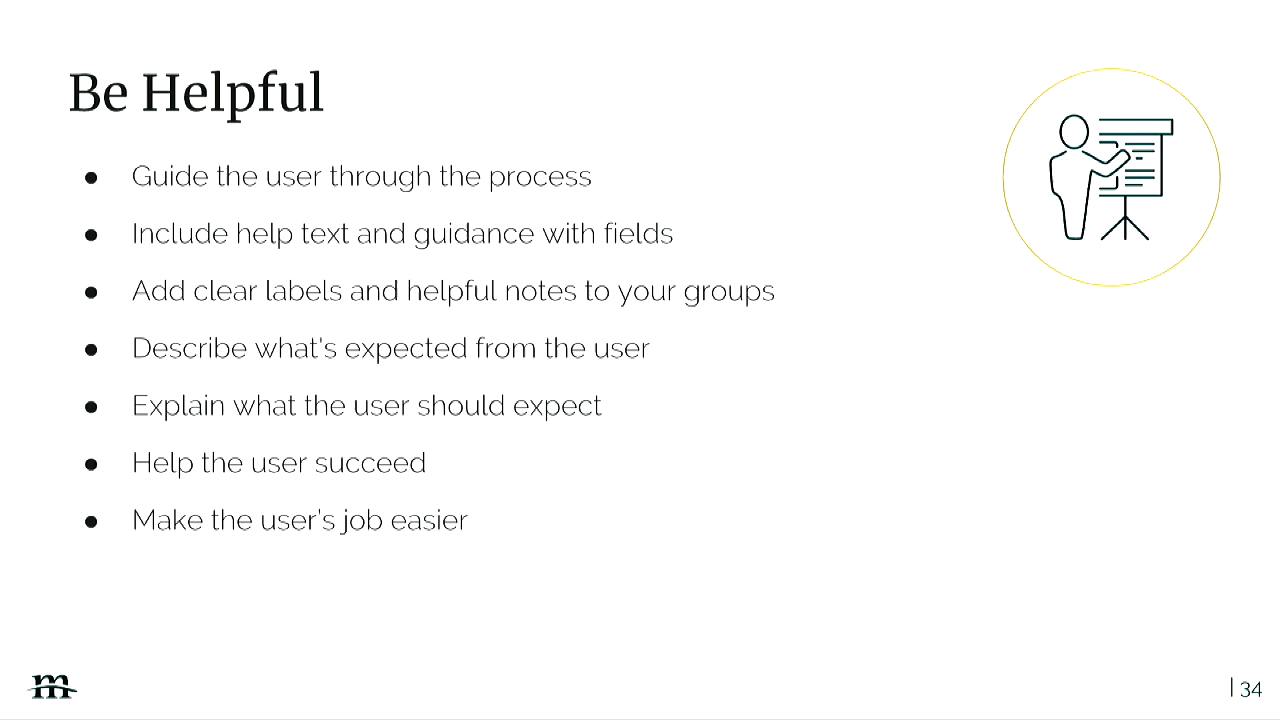 Be Helpful
● Guide the user through the process
● Include help text and guidance with fields
● Add clear labels and helpful notes to your groups
● Describe what's expected from the user
● Explain what the user should expect
● Help the user succeed
● Make the user's job easier
m
| 34